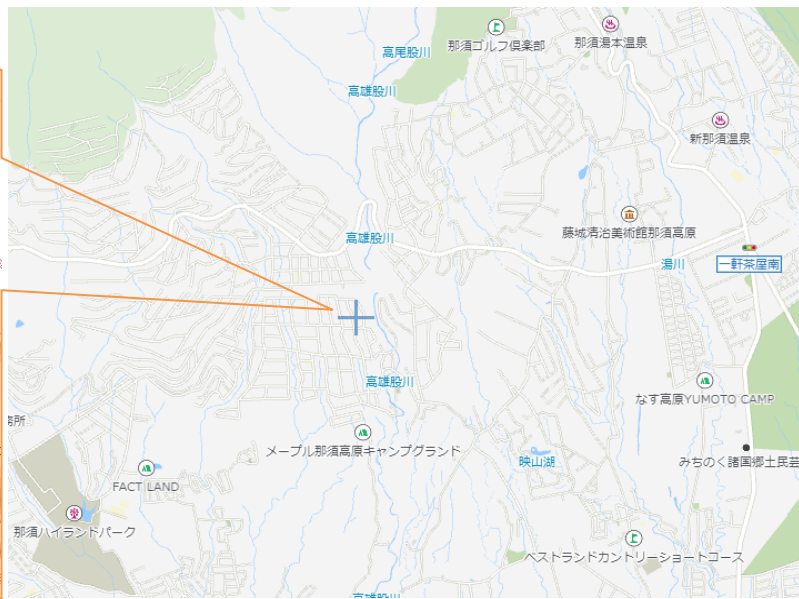 高尾股川
那須ゴルフ倶楽部
那須湯本温泉
高雄股川
新那須温泉
高雄股川
藤城清治美術館那須高原
湯川
一軒茶屋南
高雄股川
なす高原YUMOTO CAMP
務所
メープル那須高原キャンプグランド
映山湖
みちのく諸国郷土民芸
FACT LAND
那須ハイランドパーク
ベストランドカントリーショートコース
高雄股川